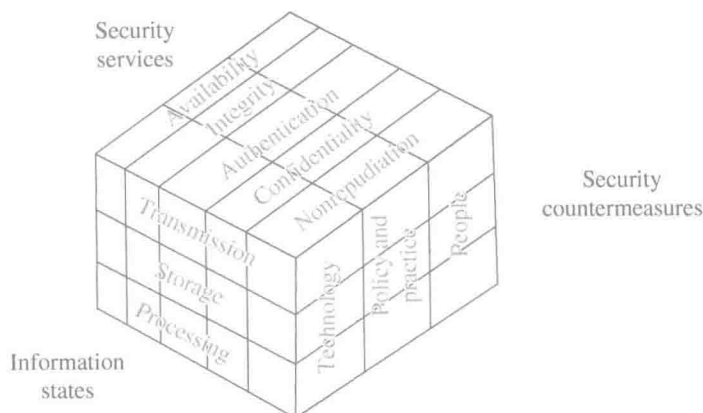 Security
services
Availability
Integrity
Authentication
Confidentiality
Nonrepudiation
Transmission
Storage
Processing
Technology
Policy and
practice
People
Security
countermeasures
Information
states